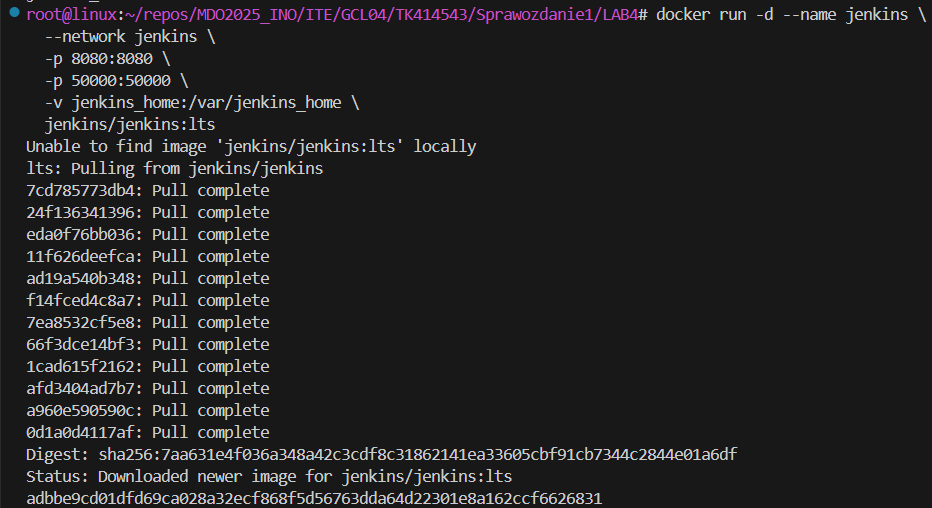 root@linux:~/repos/MDO2025_INO/ITE/GCL04/TK414543/Sprawozdanie1/LAB4# docker run -d --name jenkins \
  --network jenkins \
  -p 8080:8080 \
  -p 50000:50000 \
  -v jenkins_home:/var/jenkins_home \
  jenkins/jenkins:lts
Unable to find image 'jenkins/jenkins:lts' locally
lts: Pulling from jenkins/jenkins
7cd785773db4: Pull complete
24f136341396: Pull complete
eda0f76bb036: Pull complete
11f626deefca: Pull complete
ad19a540b348: Pull complete
f14fced4c8a7: Pull complete
7ea8532cf5e8: Pull complete
66f3dce14bf3: Pull complete
1cad615f2162: Pull complete
afd3404ad7b7: Pull complete
a960e590590c: Pull complete
0d1a0d4117af: Pull complete
Digest: sha256:7aa631e4f036a348a42c3cdf8c31862141ea33605cbf91cb7344c2844e01a6df
Status: Downloaded newer image for jenkins/jenkins:lts
adbbe9cd01dfd69ca028a32ecf868f5d56763dda64d22301e8a162ccf6626831